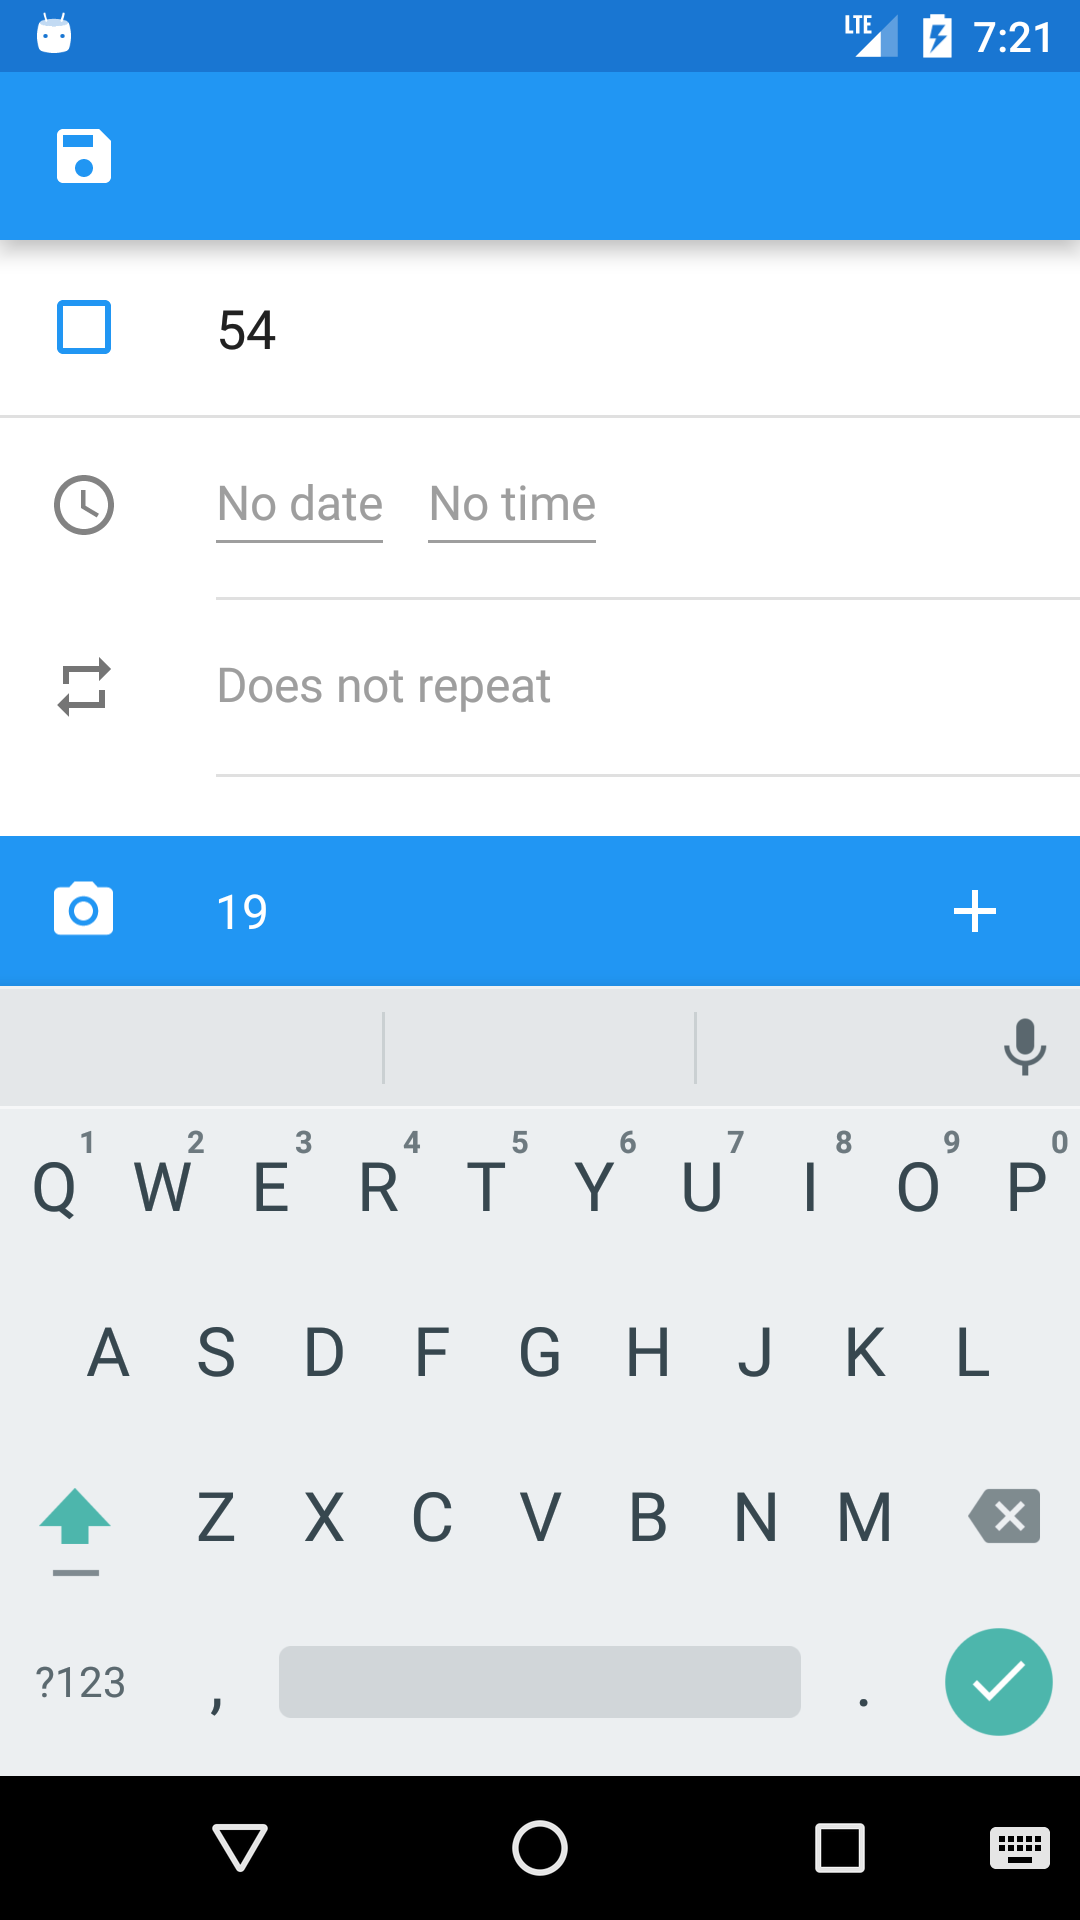 LTE 7:21
54
No date No time
Does not repeat
19
1 2 3 4 5 6 7 8 9 0
Q W E R T Y U I O P
A S D F G H J K L
Z X C V B N M
?123 , .